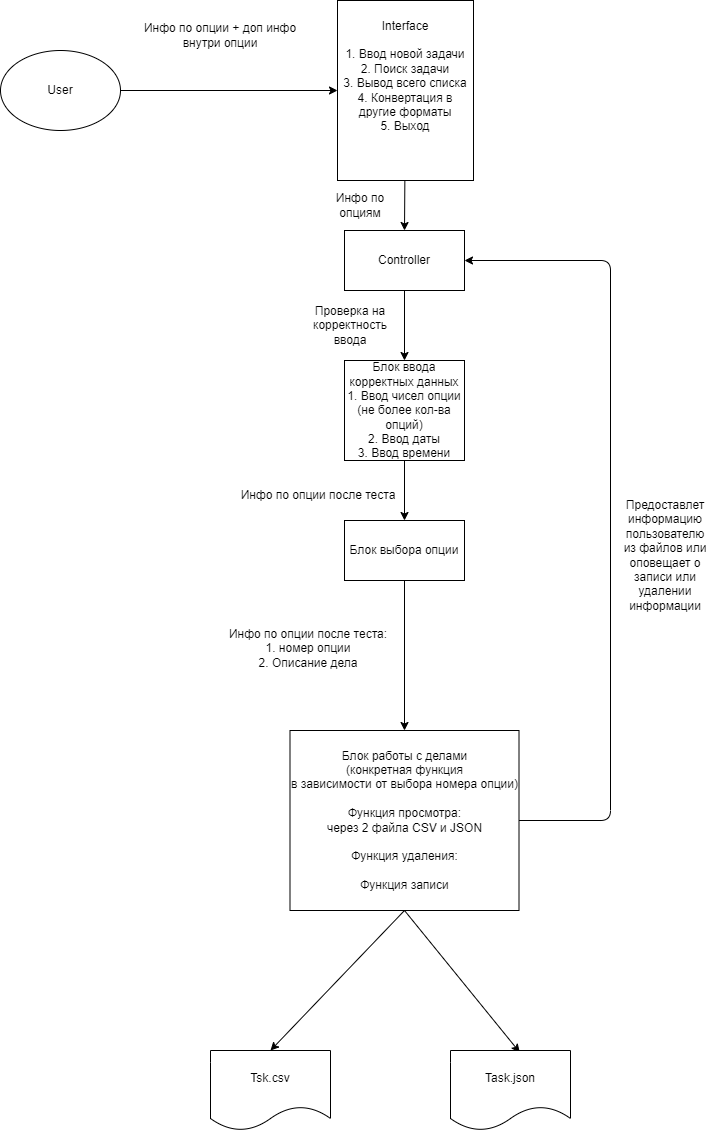 Инфо по опции + доп инфо
внутри опции
User
Interface
1. Ввод новой задачи
2. Поиск задачи
3. Вывод всего списка
4. Конвертация в
другие форматы
5. Выход
Инфо по
опциям
Controller
Проверка на
корректность
ввода
Блок ввода
корректных данных
1. Ввод чисел опции
(не более кол-ва
опций)
2. Ввод даты
3. Ввод времени
Инфо по опции после теста
Блок выбора опции
Предоставлет
информацию
пользователю
из файлов или
оповещает о
записи или
удалении
информации
Инфо по опции после теста:
1. номер опции
2. Описание дела
Блок работы с делами
(конкретная функция
в зависимости от выбора номера опции)
Функция просмотра:
через 2 файла CSV и JSON
Функция удаления:
Функция записи
Tsk.csv
Task.json